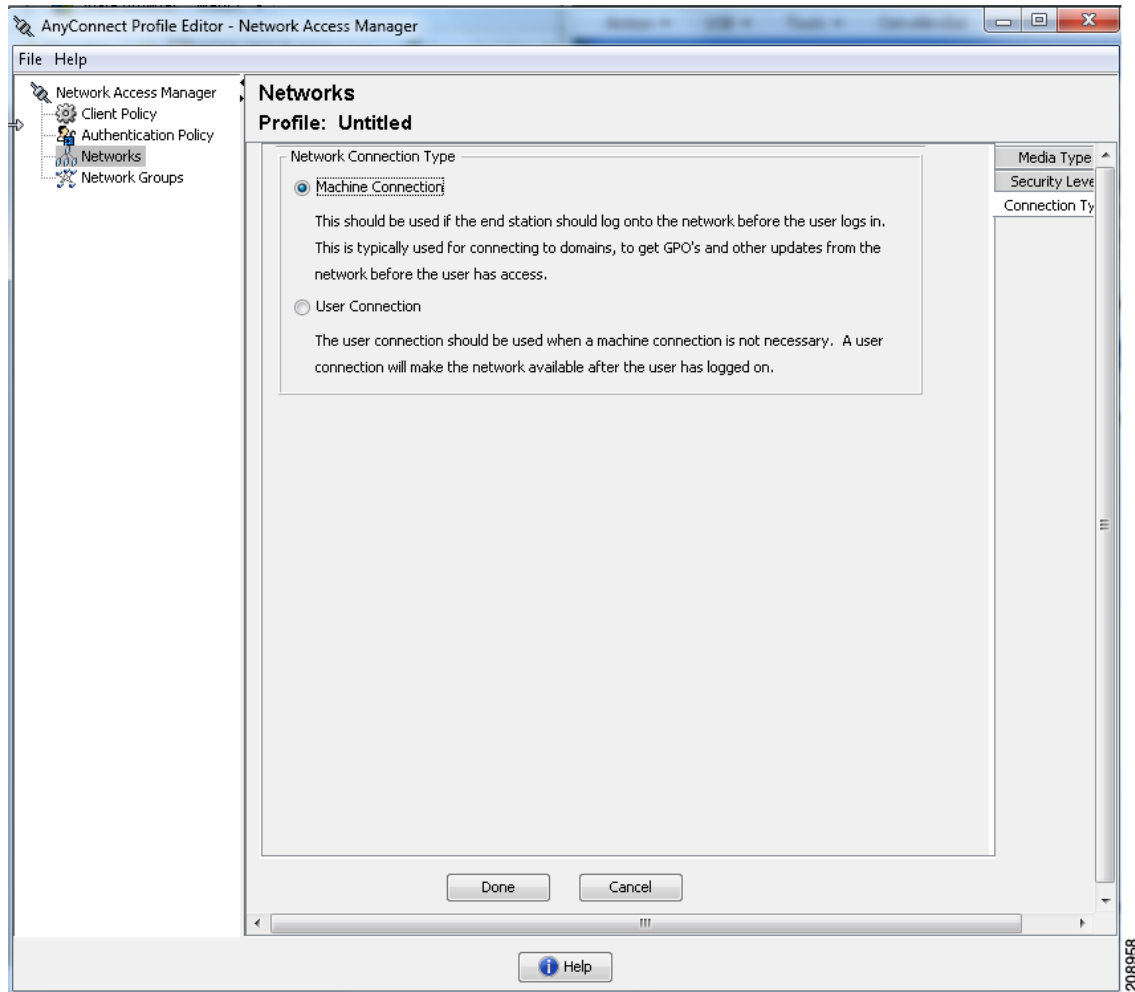 AnyConnect Profile Editor - Network Access Manager
File Help
Network Access Manager
Client Policy
Authentication Policy
Networks
Network Groups
Networks
Profile: Untitled
Network Connection Type
Machine Connection
This should be used if the end station should log onto the network before the user logs in.
This is typically used for connecting to domains, to get GPO's and other updates from the
network before the user has access.
User Connection
The user connection should be used when a machine connection is not necessary. A user
connection will make the network available after the user has logged on.
Media Type
Security Leve
Connection Ty
Done
Cancel
Help
208958